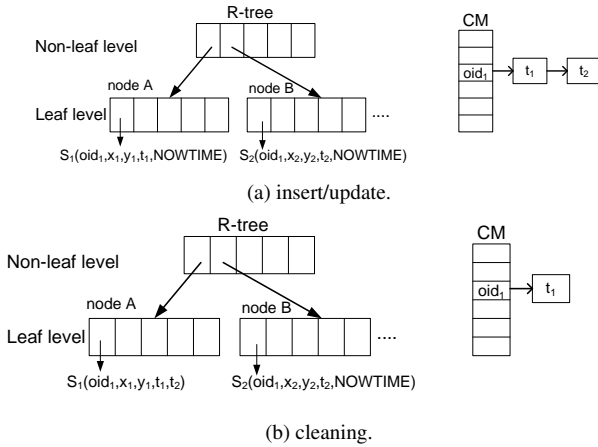 R-tree
CM
Non-leaf level
oid₁
t₁
t₂
node A
node B
Leaf level
....
S₁(oid₁,x₁,y₁,t₁,NOWTIME)
S₂(oid₁,x₂,y₂,t₂,NOWTIME)
(a) insert/update.
R-tree
CM
Non-leaf level
oid₁
t₁
node A
node B
Leaf level
....
S₁(oid₁,x₁,y₁,t₁,t₂)
S₂(oid₁,x₂,y₂,t₂,NOWTIME)
(b) cleaning.